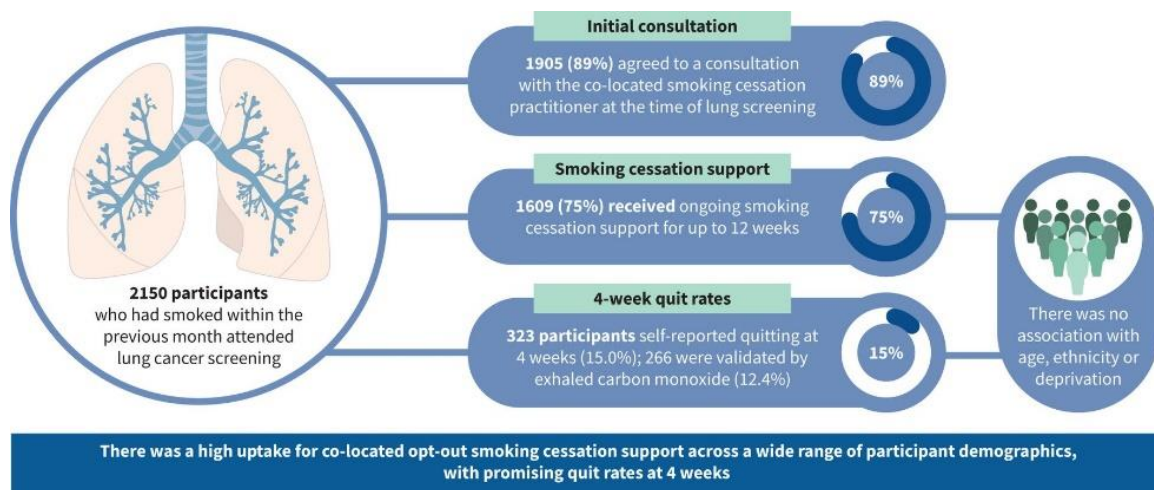 Initial consultation
1905 (89%) agreed to a consultation
with the co-located smoking cessation
practitioner at the time of lung screening
89%
Smoking cessation support
1609 (75%) received ongoing smoking
cessation support for up to 12 weeks
75%
2150 participants
who had smoked within the
previous month attended
lung cancer screening
4-week quit rates
323 participants self-reported quitting at
4 weeks (15.0%); 266 were validated by
exhaled carbon monoxide (12.4%)
15%
There was no
association with
age, ethnicity or
deprivation
There was a high uptake for co-located opt-out smoking cessation support across a wide range of participant demographics,
with promising quit rates at 4 weeks